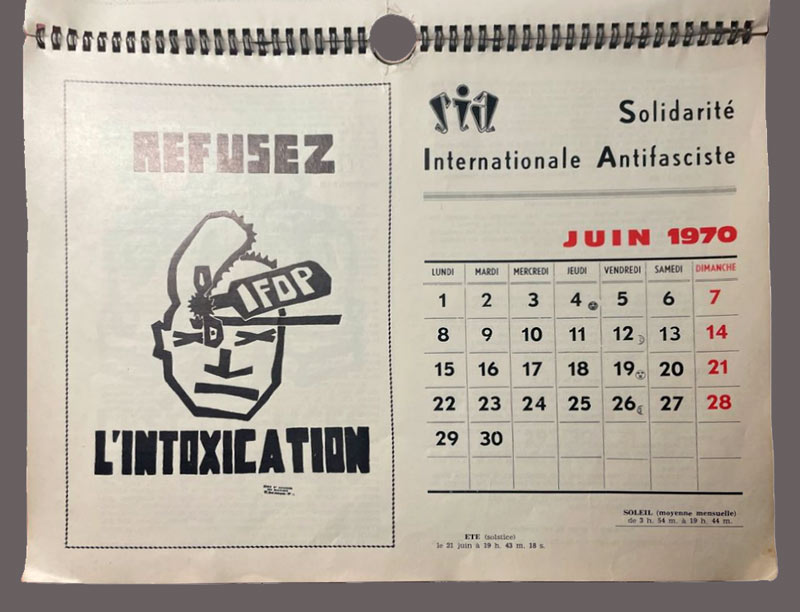 REFUSEZ
IFOP
L'INTOXICATION
sia
Solidarité
Internationale Antifasciste
JUIN 1970
LUNDI MARDI MERCREDI JEUDI VENDREDI SAMEDI DIMANCHE
1 2 3 4 5 6 7
8 9 10 11 12 13 14
15 16 17 18 19 20 21
22 23 24 25 26 27 28
29 30
SOLEIL (moyenne mensuelle)
de 3 h. 54 m. à 19 h. 44 m.
ETE (solstice)
le 21 juin à 19 h. 43 m. 18 s.